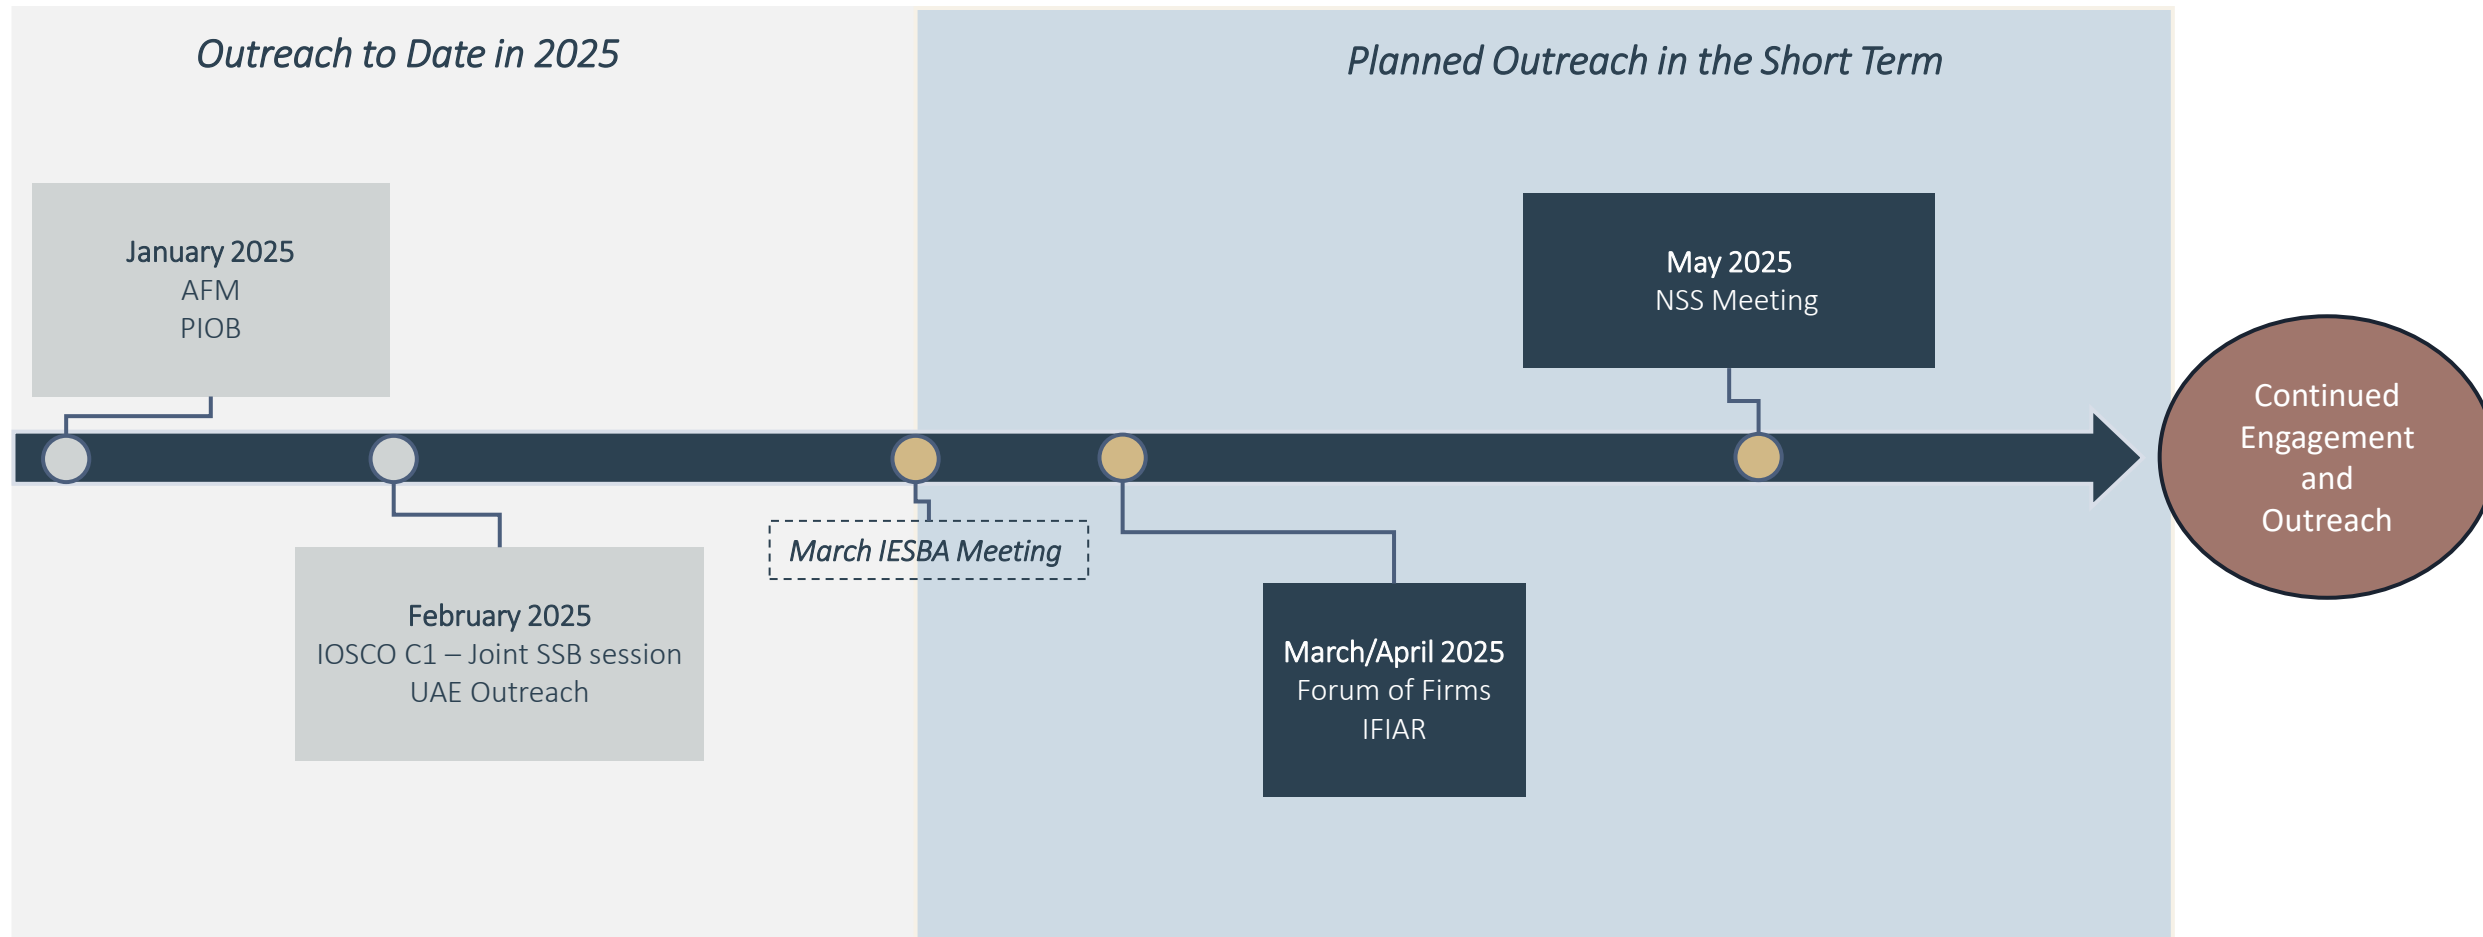 Outreach to Date in 2025
Planned Outreach in the Short Term
January 2025
AFM
PIOB
May 2025
NSS Meeting
Continued
Engagement
and
Outreach
March IESBA Meeting
February 2025
IOSCO C1 – Joint SSB session
UAE Outreach
March/April 2025
Forum of Firms
IFIAR